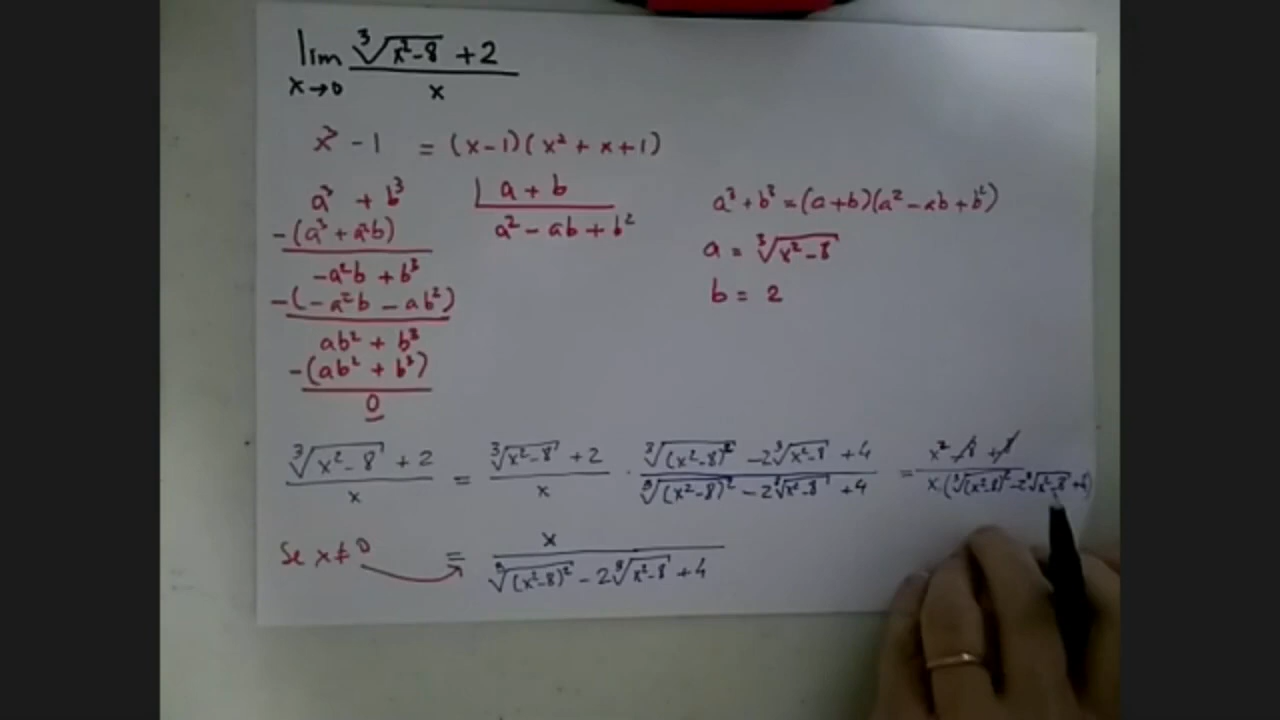 lim x→0 (∛(x²-8) + 2)/x
x³ - 1 = (x-1)(x² + x + 1)
a³ + b³ | a + b
-(a³ + a²b) a² - ab + b²
-a²b + b³
-(-a²b - ab²)
ab² + b³
-(ab² + b³)
0
a³ + b³ = (a+b)(a² - ab + b²)
a = ∛(x² - 8)
b = 2
(∛(x²-8) + 2)/x = (∛(x²-8) + 2)/x · (∛(x²-8)² - 2∛(x²-8) + 4)/(∛(x²-8)² - 2∛(x²-8) + 4) = (x² - 8 + 8)/(x·(∛(x²-8)² - 2∛(x²-8) + 4))
Se x≠0 = x/(∛(x²-8)² - 2∛(x²-8) + 4)